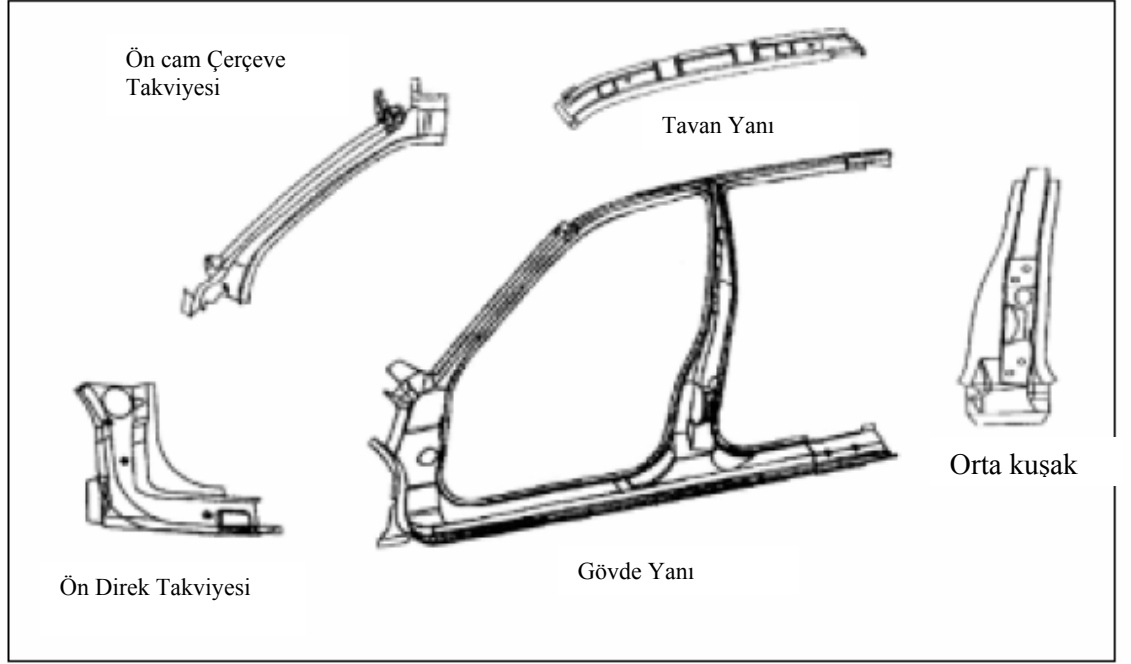 Ön cam Çerçeve
Takviyesi
Tavan Yanı
Orta kuşak
Ön Direk Takviyesi
Gövde Yanı